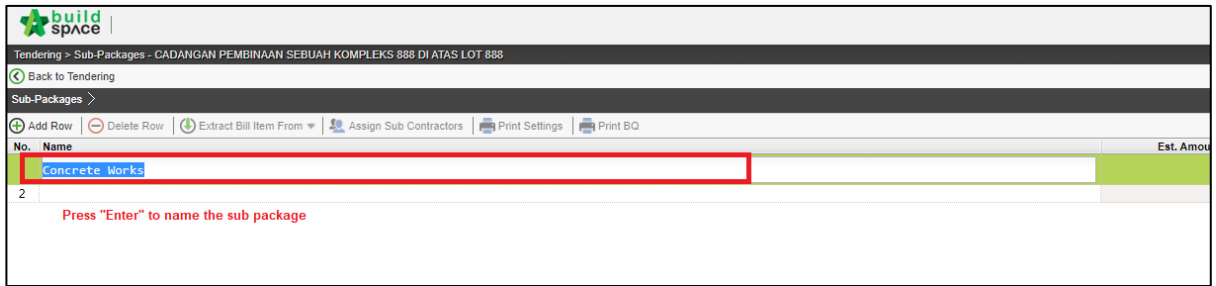 build
spʌce
Tendering > Sub-Packages - CADANGAN PEMBINAAN SEBUAH KOMPLEKS 888 DI ATAS LOT 888
Back to Tendering
Sub-Packages
Add Row Delete Row Extract Bill Item From Assign Sub Contractors Print Settings Print BQ
No. Name Est. Amou
Concrete Works
2
Press "Enter" to name the sub package